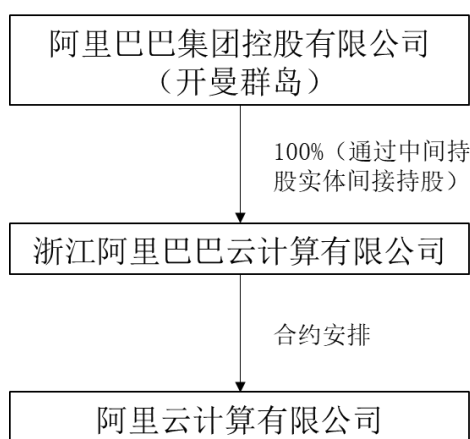 阿里巴巴集团控股有限公司
（开曼群岛）
100%（通过中间持
股实体间接持股）
浙江阿里巴巴云计算有限公司
合约安排
阿里云计算有限公司